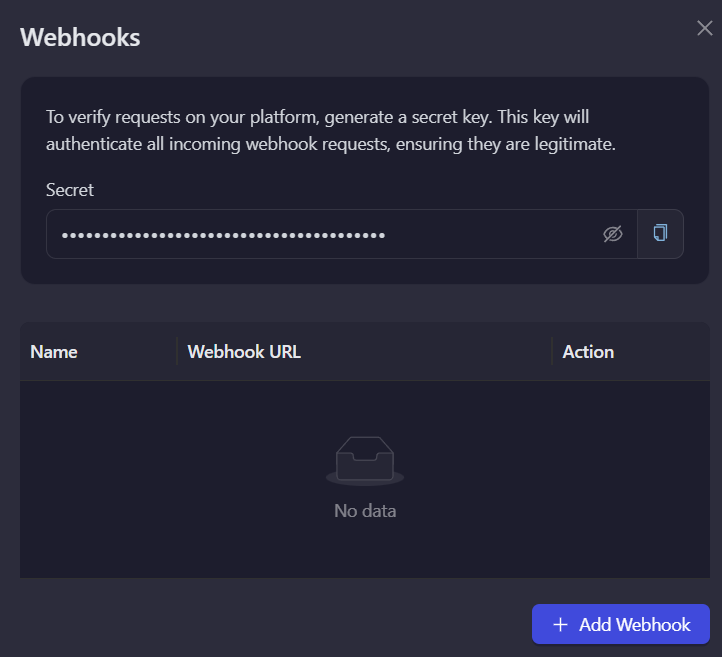 Webhooks
To verify requests on your platform, generate a secret key. This key will
authenticate all incoming webhook requests, ensuring they are legitimate.
Secret
••••••••••••••••••••••••••••••••••••••••
Name Webhook URL Action
No data
+ Add Webhook